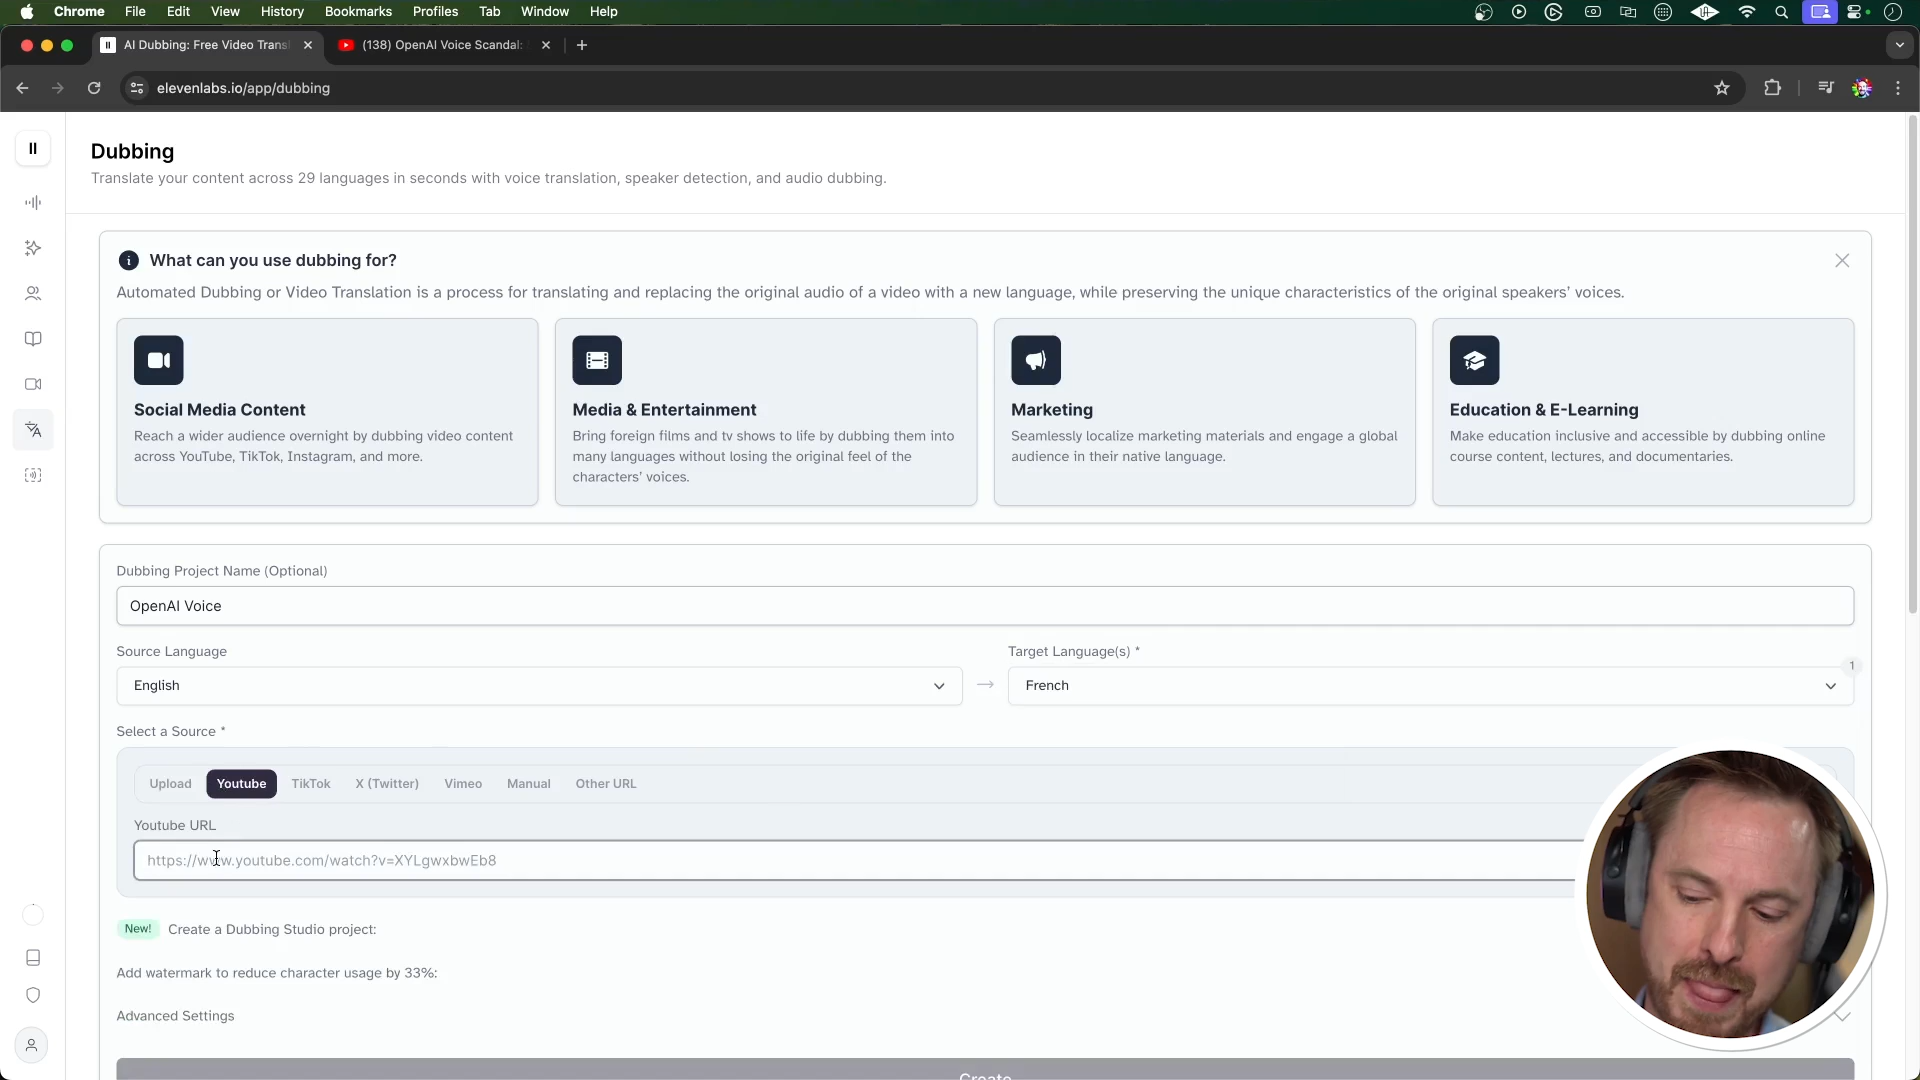 Chrome File Edit View History Bookmarks Profiles Tab Window Help
AI Dubbing: Free Video Trans
(138) OpenAI Voice Scandal:
elevenlabs.io/app/dubbing
Dubbing
Translate your content across 29 languages in seconds with voice translation, speaker detection, and audio dubbing.
What can you use dubbing for?
Automated Dubbing or Video Translation is a process for translating and replacing the original audio of a video with a new language, while preserving the unique characteristics of the original speakers' voices.
Social Media Content
Reach a wider audience overnight by dubbing video content
across YouTube, TikTok, Instagram, and more.
Media & Entertainment
Bring foreign films and tv shows to life by dubbing them into
many languages without losing the original feel of the
characters' voices.
Marketing
Seamlessly localize marketing materials and engage a global
audience in their native language.
Education & E-Learning
Make education inclusive and accessible by dubbing online
course content, lectures, and documentaries.
Dubbing Project Name (Optional)
OpenAI Voice
Source Language
English
Target Language(s) *
1
French
Select a Source *
Upload Youtube TikTok X (Twitter) Vimeo Manual Other URL
Youtube URL
https://www.youtube.com/watch?v=XYLgwxbwEb8
New! Create a Dubbing Studio project:
Add watermark to reduce character usage by 33%:
Advanced Settings
Create